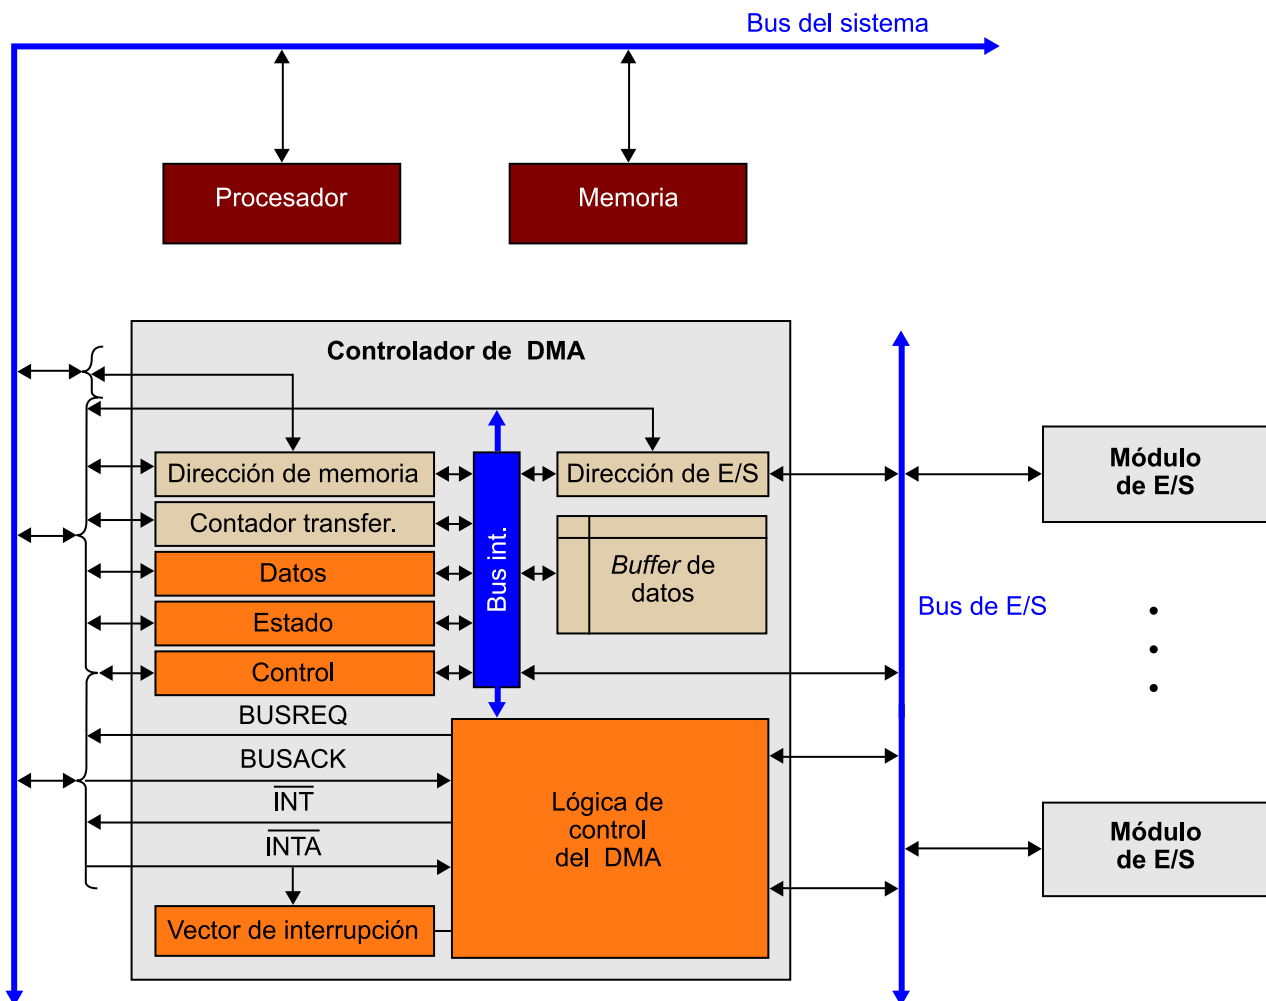 Bus del sistema
Procesador
Memoria
Controlador de DMA
Dirección de memoria
Dirección de E/S
Módulo
de E/S
Contador transfer.
Bus int.
Buffer de
datos
Datos
Estado
Bus de E/S
Control
BUSREQ
BUSACK
INT
INTA
Lógica de
control
del DMA
Módulo
de E/S
Vector de interrupción